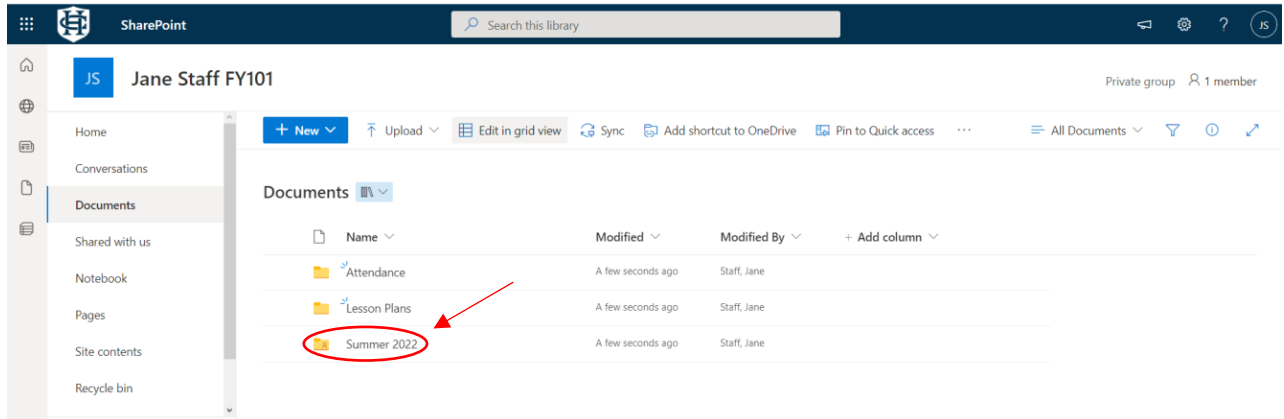 SharePoint
Search this library
?
JS
JS
Jane Staff FY101
Private group
1 member
Home
Conversations
Documents
Shared with us
Notebook
Pages
Site contents
Recycle bin
+ New
Upload
Edit in grid view
Sync
Add shortcut to OneDrive
Pin to Quick access
...
All Documents
Documents
Name
Modified
Modified By
+ Add column
Attendance
A few seconds ago
Staff, Jane
Lesson Plans
A few seconds ago
Staff, Jane
Summer 2022
A few seconds ago
Staff, Jane